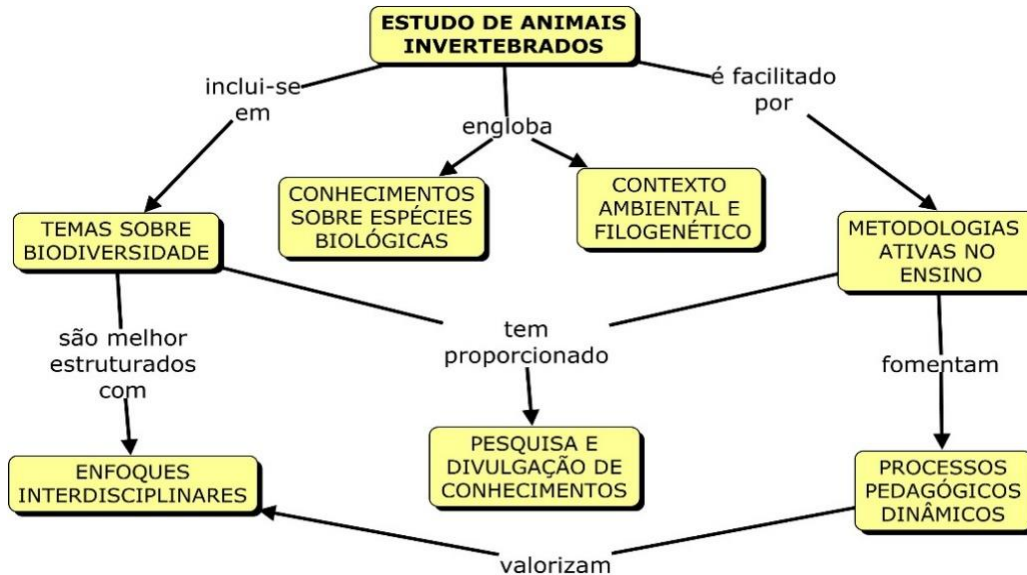 ESTUDO DE ANIMAIS
INVERTEBRADOS
inclui-se
em
engloba
é facilitado
por
CONHECIMENTOS
SOBRE ESPÉCIES
BIOLÓGICAS
CONTEXTO
AMBIENTAL E
FILOGENÉTICO
TEMAS SOBRE
BIODIVERSIDADE
METODOLOGIAS
ATIVAS NO
ENSINO
são melhor
estruturados
com
tem
proporcionado
fomentam
ENFOQUES
INTERDISCIPLINARES
PESQUISA E
DIVULGAÇÃO DE
CONHECIMENTOS
PROCESSOS
PEDAGÓGICOS
DINÂMICOS
valorizam